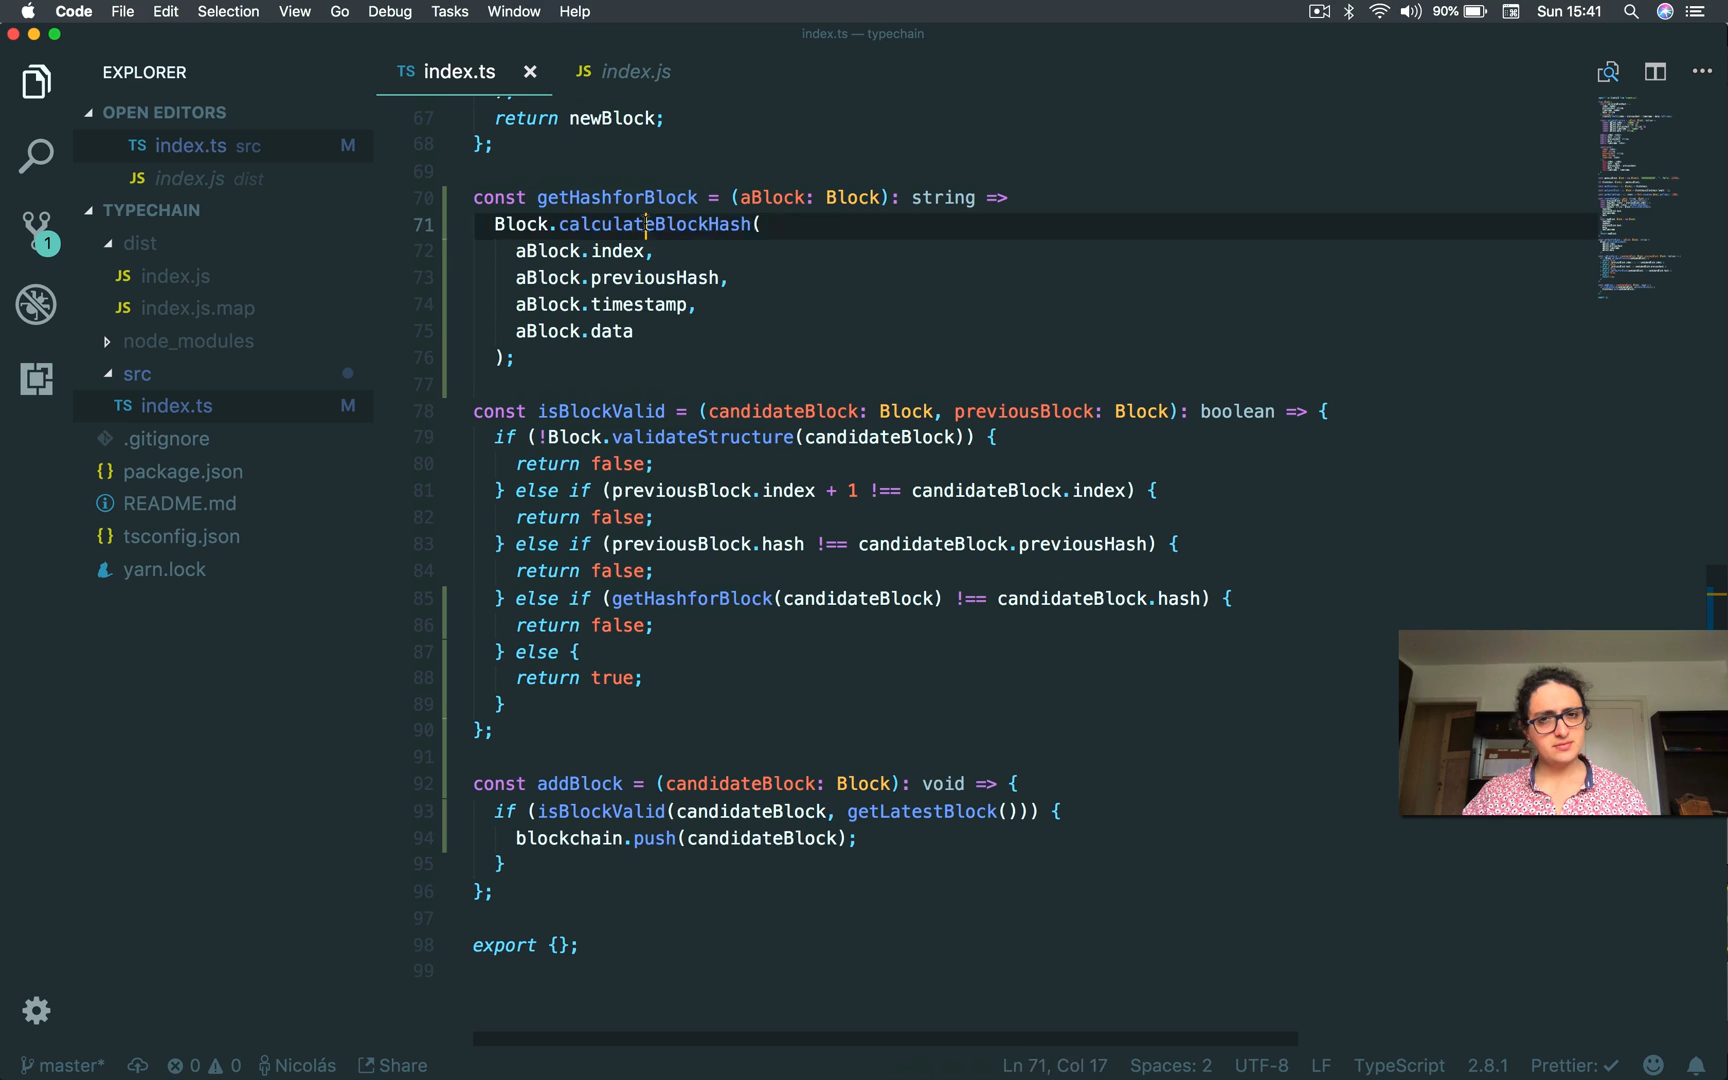 Code File Edit Selection View Go Debug Tasks Window Help 90% Sun 15:41
index.ts — typechain
EXPLORER
OPEN EDITORS
TS index.ts src M
JS index.js dist
TYPECHAIN
dist
JS index.js
JS index.js.map
node_modules
src
TS index.ts M
.gitignore
{} package.json
README.md
{} tsconfig.json
yarn.lock
1
TS index.ts × JS index.js
67 return newBlock;
68 };
69
70 const getHashforBlock = (aBlock: Block): string =>
71 Block.calculateBlockHash(
72 aBlock.index,
73 aBlock.previousHash,
74 aBlock.timestamp,
75 aBlock.data
76 );
77
78 const isBlockValid = (candidateBlock: Block, previousBlock: Block): boolean => {
79 if (!Block.validateStructure(candidateBlock)) {
80 return false;
81 } else if (previousBlock.index + 1 !== candidateBlock.index) {
82 return false;
83 } else if (previousBlock.hash !== candidateBlock.previousHash) {
84 return false;
85 } else if (getHashforBlock(candidateBlock) !== candidateBlock.hash) {
86 return false;
87 } else {
88 return true;
89 }
90 };
91
92 const addBlock = (candidateBlock: Block): void => {
93 if (isBlockValid(candidateBlock, getLatestBlock())) {
94 blockchain.push(candidateBlock);
95 }
96 };
97
98 export {};
99
master* 0 0 Nicolás Share Ln 71, Col 17 Spaces: 2 UTF-8 LF TypeScript 2.8.1 Prettier: ✓